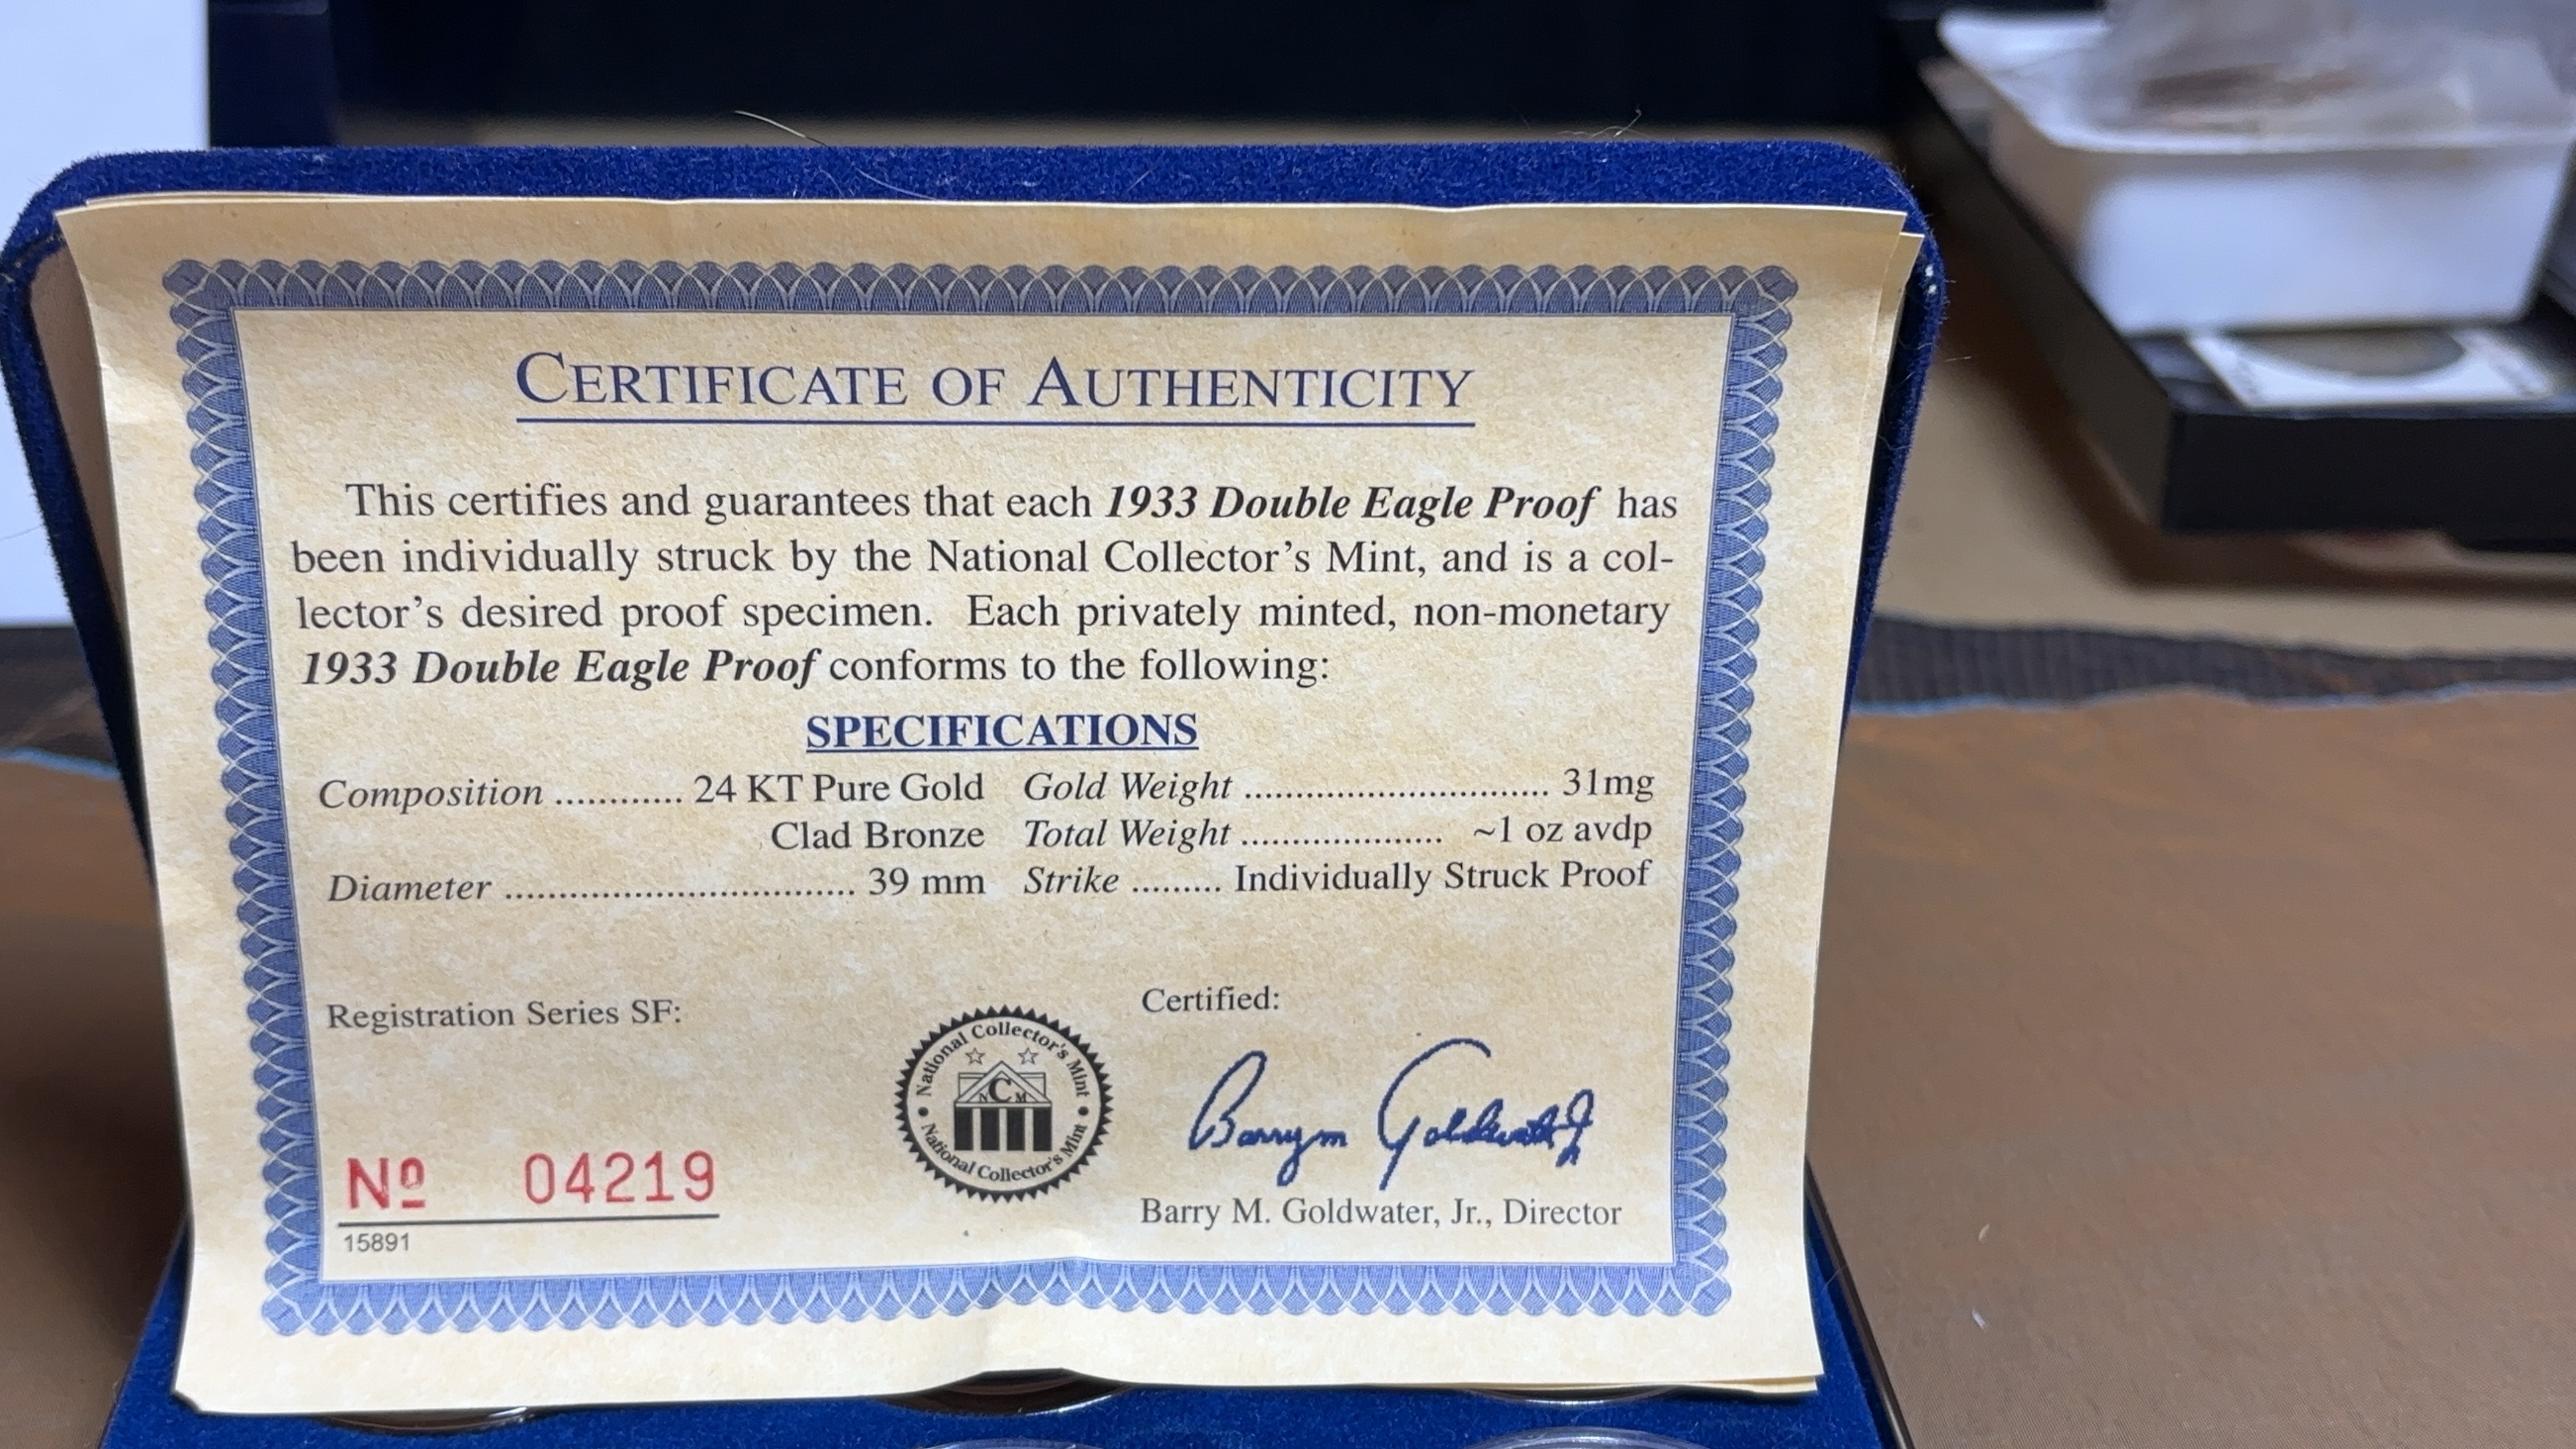 CERTIFICATE OF AUTHENTICITY
This certifies and guarantees that each 1933 Double Eagle Proof has
been individually struck by the National Collector's Mint, and is a col-
lector's desired proof specimen. Each privately minted, non-monetary
1933 Double Eagle Proof conforms to the following:
SPECIFICATIONS
Composition ............ 24 KT Pure Gold
Clad Bronze
Diameter ................................. 39 mm
Gold Weight ............................. 31mg
Total Weight ................... ~1 oz avdp
Strike ......... Individually Struck Proof
Registration Series SF:
Nº 04219
15891
National Collector's Mint
NCM
National Collector's Mint
Certified:
Barry M Goldwater Jr
Barry M. Goldwater, Jr., Director